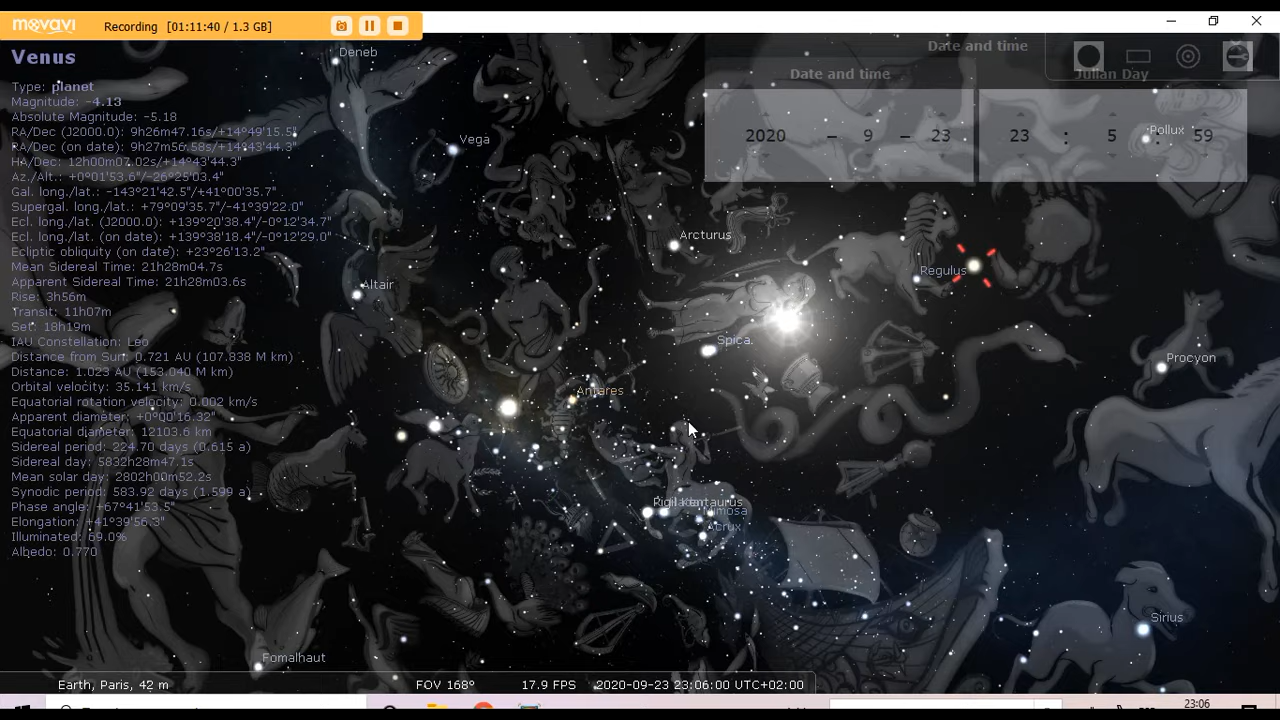 movavi Recording [01:11:40 / 1.3 GB]
Venus
Type: planet
Magnitude: -4.13
Absolute Magnitude: -5.18
RA/Dec (J2000.0): 9h26m47.16s/+14°49'15.5"
RA/Dec (on date): 9h27m56.58s/+14°43'44.3"
HA/Dec: 12h00m07.02s/+14°43'44.3"
Az./Alt.: +0°01'53.6"/-26°25'03.4"
Gal. long./lat.: -143°21'42.5"/+41°00'35.7"
Supergal. long./lat.: +79°09'35.7"/-41°39'22.0"
Ecl. long./lat. (J2000.0): +139°20'38.4"/-0°12'34.7"
Ecl. long./lat. (on date): +139°38'18.4"/-0°12'29.0"
Ecliptic obliquity (on date): +23°26'13.2"
Mean Sidereal Time: 21h28m04.7s
Apparent Sidereal Time: 21h28m03.6s
Rise: 3h56m
Transit: 11h07m
Set: 18h19m
IAU Constellation: Leo
Distance from Sun: 0.721 AU (107.838 M km)
Distance: 1.023 AU (153.040 M km)
Orbital velocity: 35.141 km/s
Equatorial rotation velocity: 0.002 km/s
Apparent diameter: +0°00'16.32"
Equatorial diameter: 12103.6 km
Sidereal period: 224.70 days (0.615 a)
Sidereal day: 5832h28m47.1s
Mean solar day: 2802h00m52.2s
Synodic period: 583.92 days (1.599 a)
Phase angle: +67°41'53.5"
Elongation: +41°39'56.3"
Illuminated: 69.0%
Albedo: 0.770
Date and time
Date and time
Julian Day
2020 - 9 - 23
23 : 5 : 59
Deneb
Vega
Pollux
Arcturus
Regulus
Altair
Spica
Procyon
Antares
Rigil Kentaurus
Mimosa
Acrux
Sirius
Fomalhaut
Earth, Paris, 42 m
FOV 168°
17.9 FPS
2020-09-23 23:06:00 UTC+02:00
23:06